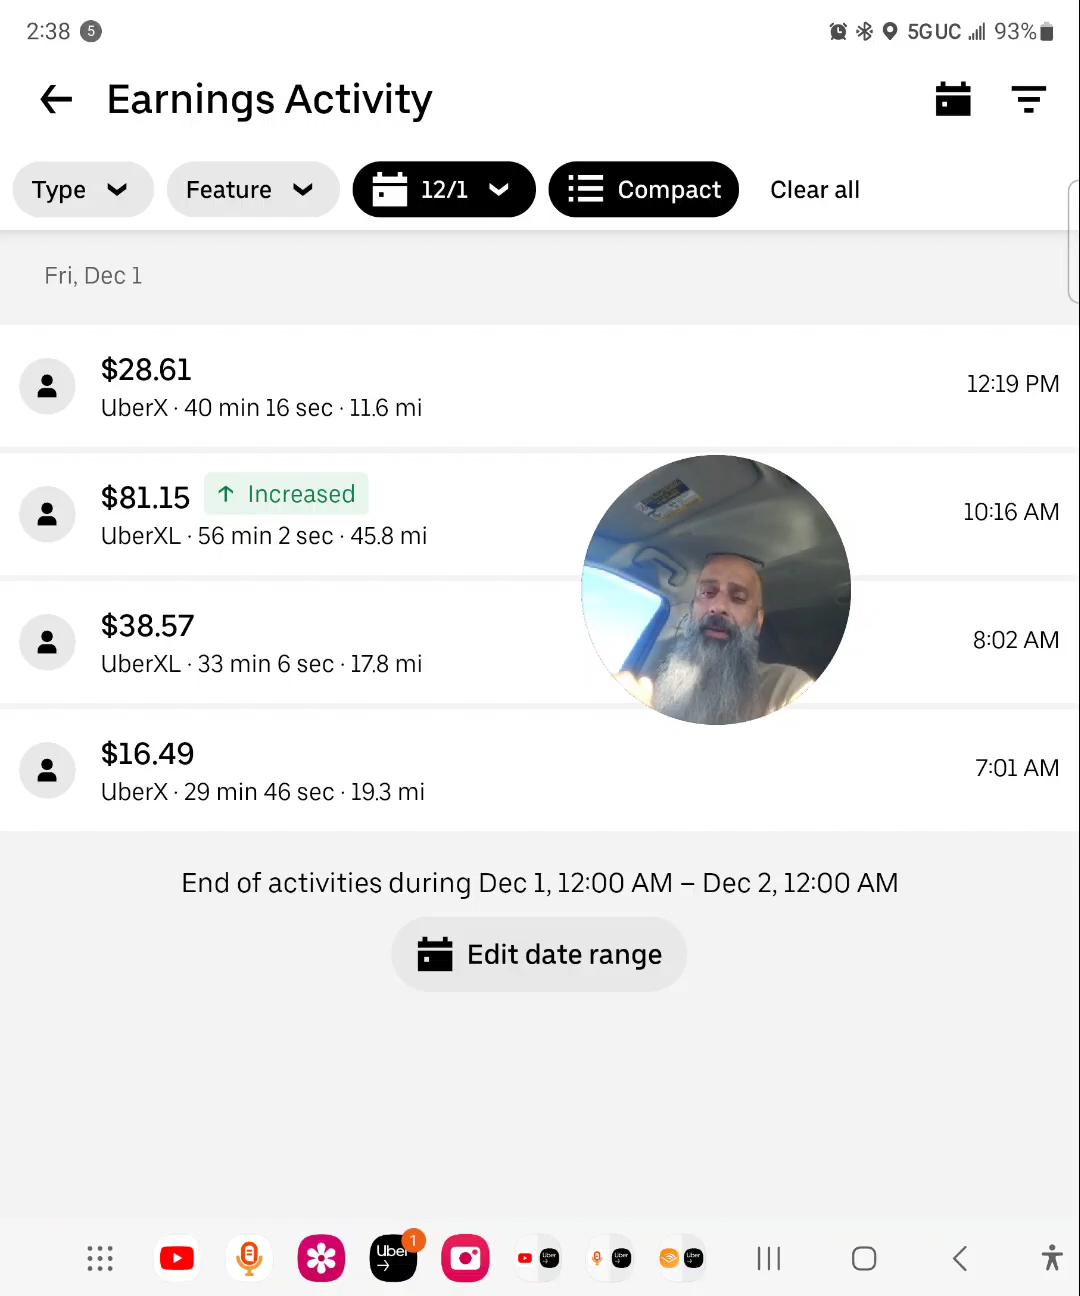 2:38 5 5G UC 93%
Earnings Activity
Type Feature 12/1 Compact Clear all
Fri, Dec 1
$28.61
UberX · 40 min 16 sec · 11.6 mi
12:19 PM
$81.15 ↑ Increased
UberXL · 56 min 2 sec · 45.8 mi
10:16 AM
$38.57
UberXL · 33 min 6 sec · 17.8 mi
8:02 AM
$16.49
UberX · 29 min 46 sec · 19.3 mi
7:01 AM
End of activities during Dec 1, 12:00 AM – Dec 2, 12:00 AM
Edit date range
Uber 1 Uber Uber Uber